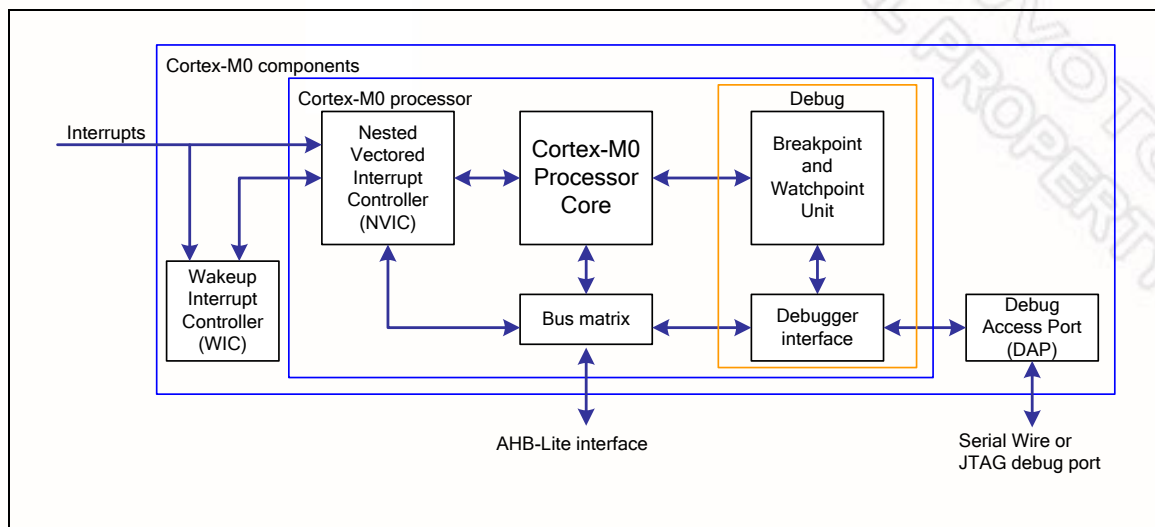 Cortex-M0 components
Cortex-M0 processor
Debug
Interrupts
Nested
Vectored
Interrupt
Controller
(NVIC)
Cortex-M0
Processor
Core
Breakpoint
and
Watchpoint
Unit
Wakeup
Interrupt
Controller
(WIC)
Bus matrix
Debugger
interface
Debug
Access Port
(DAP)
AHB-Lite interface
Serial Wire or
JTAG debug port